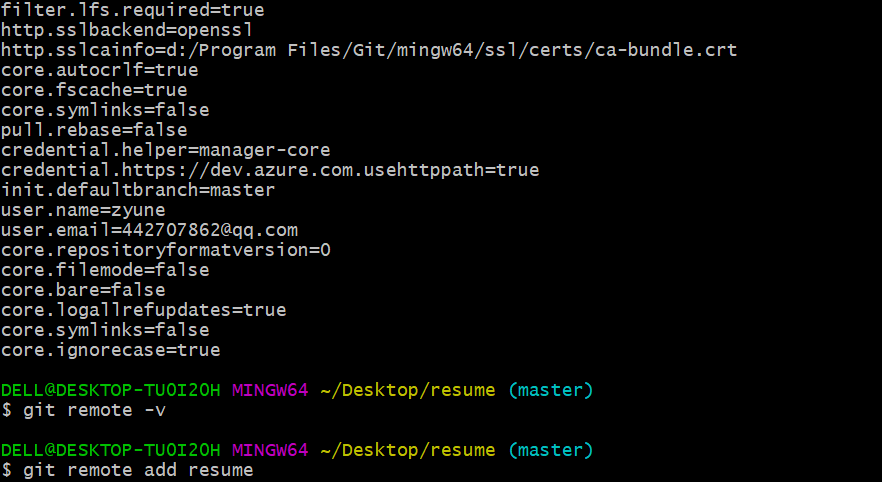 filter.lfs.required=true
http.sslbackend=openssl
http.sslcainfo=d:/Program Files/Git/mingw64/ssl/certs/ca-bundle.crt
core.autocrlf=true
core.fscache=true
core.symlinks=false
pull.rebase=false
credential.helper=manager-core
credential.https://dev.azure.com.usehttppath=true
init.defaultbranch=master
user.name=zyune
user.email=442707862@qq.com
core.repositoryformatversion=0
core.filemode=false
core.bare=false
core.logallrefupdates=true
core.symlinks=false
core.ignorecase=true
DELL@DESKTOP-TU0I20H MINGW64 ~/Desktop/resume (master)
$ git remote -v
DELL@DESKTOP-TU0I20H MINGW64 ~/Desktop/resume (master)
$ git remote add resume